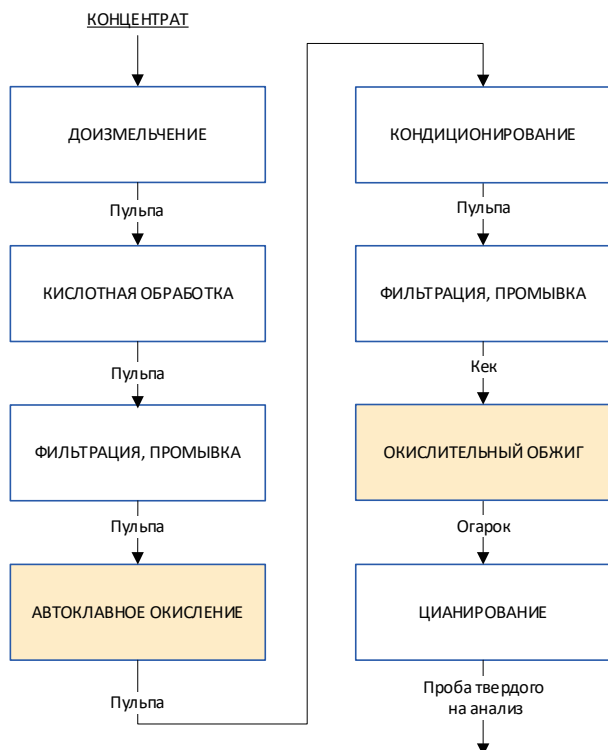 КОНЦЕНТРАТ
ДОИЗМЕЛЬЧЕНИЕ
Пульпа
КИСЛОТНАЯ ОБРАБОТКА
Пульпа
ФИЛЬТРАЦИЯ, ПРОМЫВКА
Пульпа
АВТОКЛАВНОЕ ОКИСЛЕНИЕ
Пульпа
КОНДИЦИОНИРОВАНИЕ
Пульпа
ФИЛЬТРАЦИЯ, ПРОМЫВКА
Кек
ОКИСЛИТЕЛЬНЫЙ ОБЖИГ
Огарок
ЦИАНИРОВАНИЕ
Проба твердого
на анализ